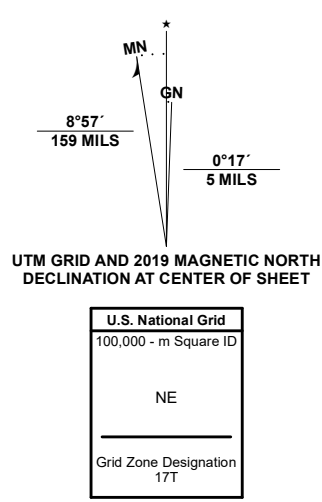 ★
MN
GN
8°57´
159 MILS
0°17´
5 MILS
UTM GRID AND 2019 MAGNETIC NORTH
DECLINATION AT CENTER OF SHEET
U.S. National Grid
100,000 - m Square ID
NE
Grid Zone Designation
17T